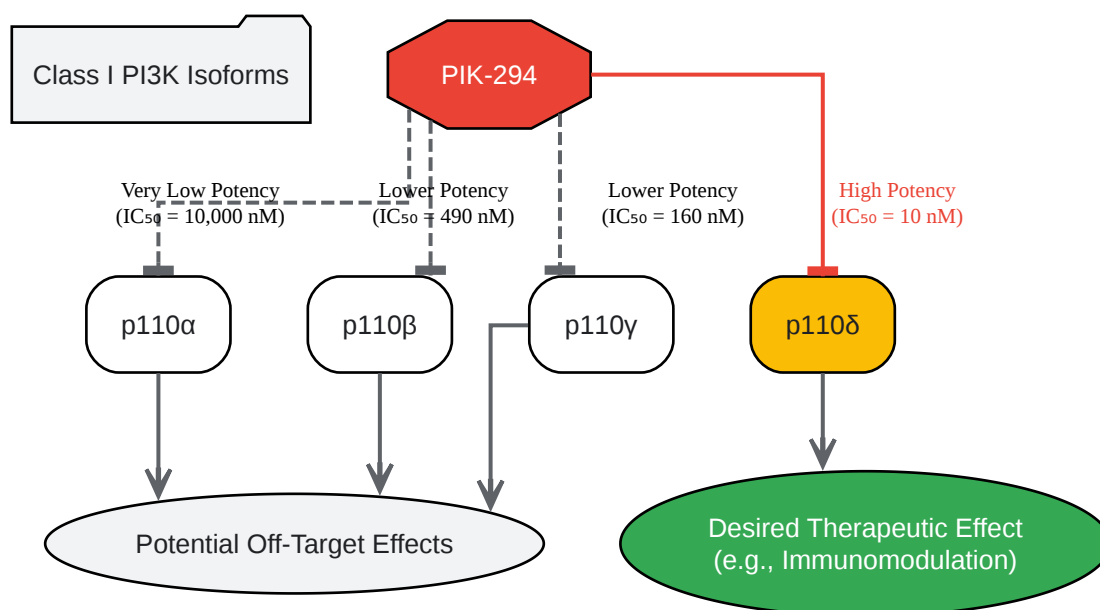 Class I PI3K Isoforms
PIK-294
Very Low Potency
(IC₅₀ = 10,000 nM)
Lower Potency
(IC₅₀ = 490 nM)
Lower Potency
(IC₅₀ = 160 nM)
High Potency
(IC₅₀ = 10 nM)
p110α
p110β
p110γ
p110δ
Potential Off-Target Effects
Desired Therapeutic Effect
(e.g., Immunomodulation)